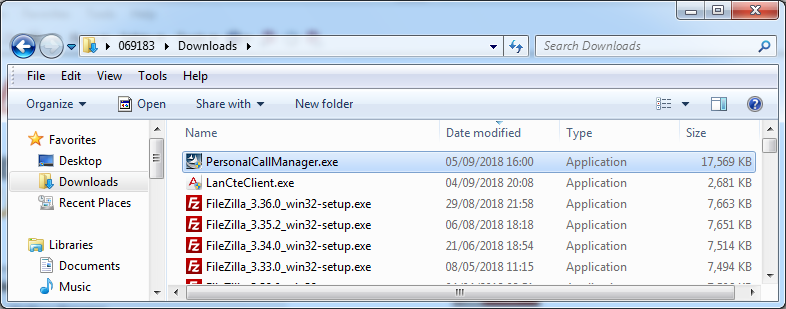 069183 Downloads Search Downloads
File Edit View Tools Help
Organize Open Share with New folder
Favorites
Desktop
Downloads
Recent Places
Libraries
Documents
Music
Name Date modified Type Size
PersonalCallManager.exe 05/09/2018 16:00 Application 17,569 KB
LanCteClient.exe 04/09/2018 20:08 Application 2,681 KB
FileZilla_3.36.0_win32-setup.exe 29/08/2018 21:58 Application 7,663 KB
FileZilla_3.35.2_win32-setup.exe 06/08/2018 18:18 Application 7,651 KB
FileZilla_3.34.0_win32-setup.exe 21/06/2018 18:54 Application 7,514 KB
FileZilla_3.33.0_win32-setup.exe 08/05/2018 11:15 Application 7,494 KB